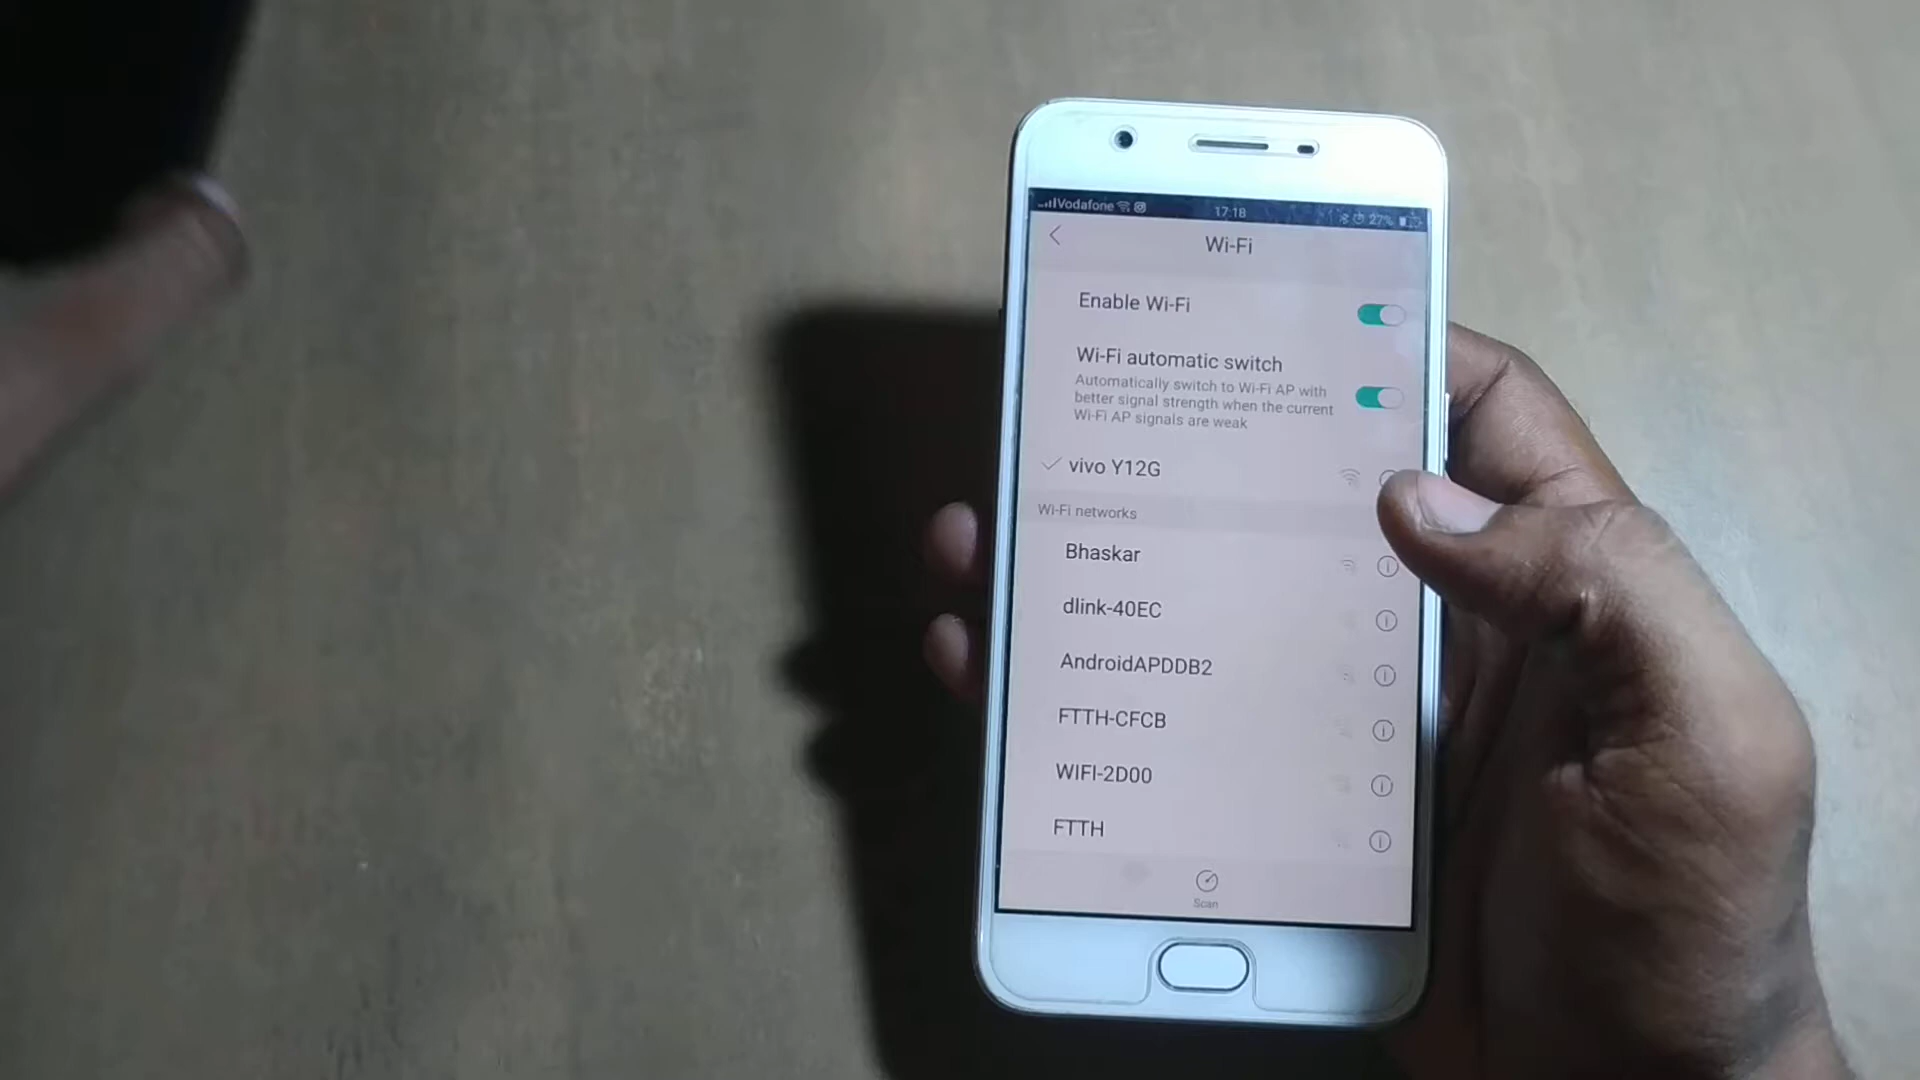 Vodafone
17:18
27%
Wi-Fi
Enable Wi-Fi
Wi-Fi automatic switch
Automatically switch to Wi-Fi AP with
better signal strength when the current
Wi-Fi AP signals are weak
vivo Y12G
Wi-Fi networks
Bhaskar
dlink-40EC
AndroidAPDDB2
FTTH-CFCB
WIFI-2D00
FTTH
Scan